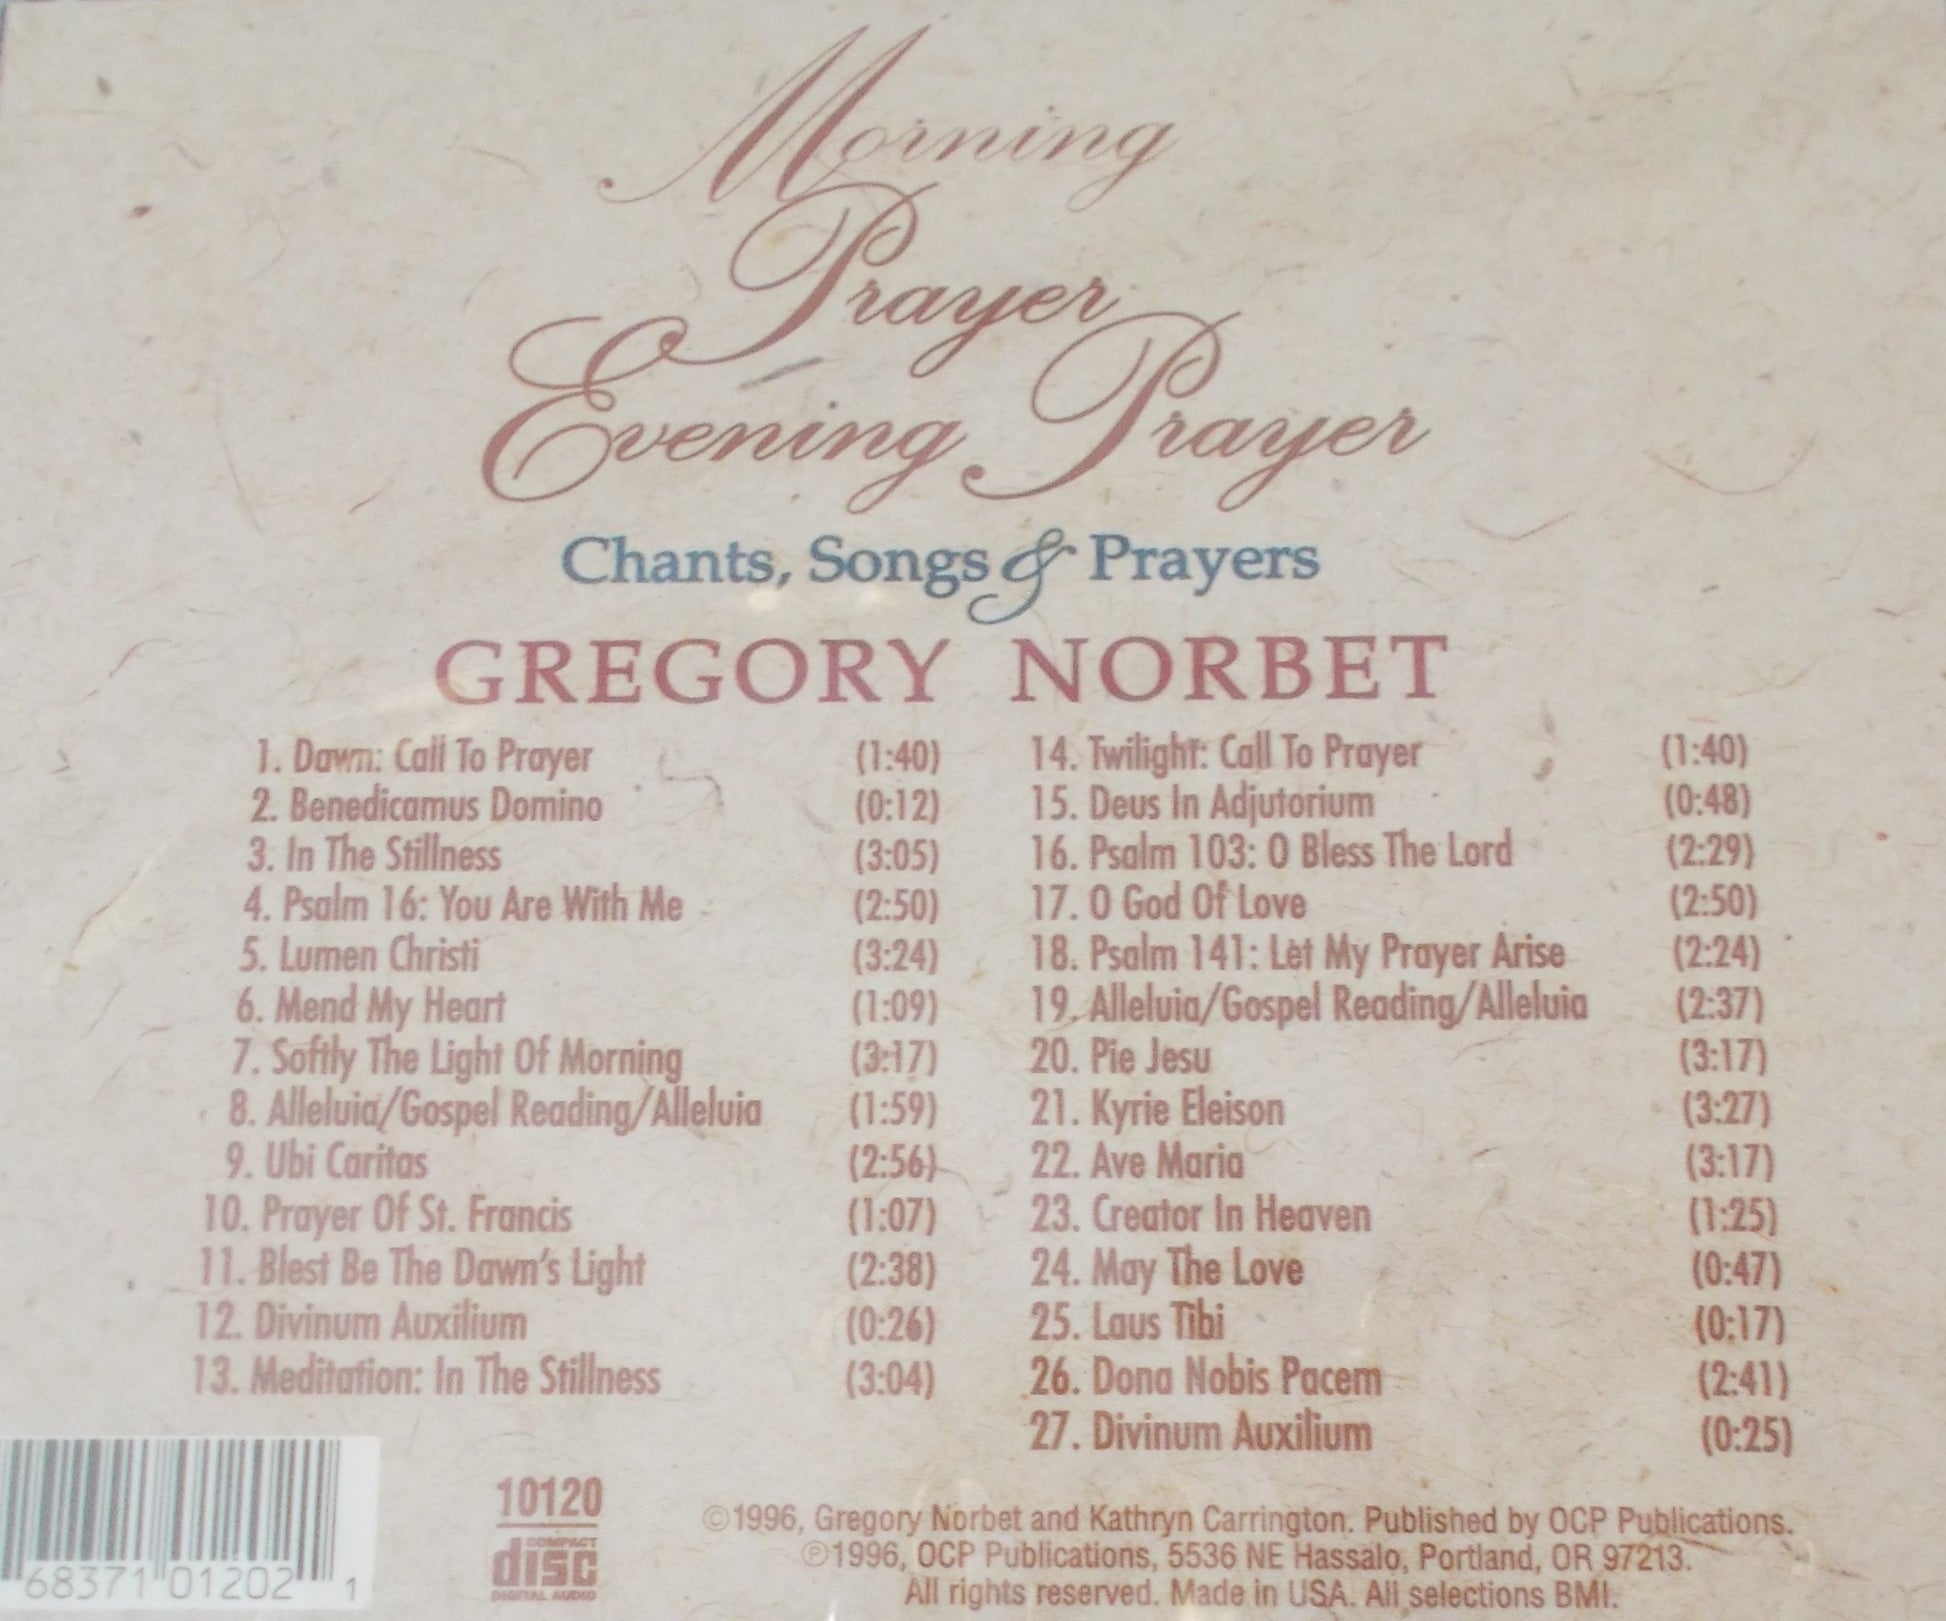 Morning
Prayer
Evening Prayer
Chants, Songs & Prayers
GREGORY NORBET
1. Dawn: Call To Prayer (1:40)
2. Benedicamus Domino (0:12)
3. In The Stillness (3:05)
4. Psalm 16: You Are With Me (2:50)
5. Lumen Christi (3:24)
6. Mend My Heart (1:09)
7. Softly The Light Of Morning (3:17)
8. Alleluia/Gospel Reading/Alleluia (1:59)
9. Ubi Caritas (2:56)
10. Prayer Of St. Francis (1:07)
11. Blest Be The Dawn's Light (2:38)
12. Divinum Auxilium (0:26)
13. Meditation: In The Stillness (3:04)
14. Twilight: Call To Prayer (1:40)
15. Deus In Adjutorium (0:48)
16. Psalm 103: O Bless The Lord (2:29)
17. O God Of Love (2:50)
18. Psalm 141: Let My Prayer Arise (2:24)
19. Alleluia/Gospel Reading/Alleluia (2:37)
20. Pie Jesu (3:17)
21. Kyrie Eleison (3:27)
22. Ave Maria (3:17)
23. Creator In Heaven (1:25)
24. May The Love (0:47)
25. Laus Tibi (0:17)
26. Dona Nobis Pacem (2:41)
27. Divinum Auxilium (0:25)
68371 01202 1
10120
COMPACT
disc
DIGITAL AUDIO
©1996, Gregory Norbet and Kathryn Carrington. Published by OCP Publications.
℗1996, OCP Publications, 5536 NE Hassalo, Portland, OR 97213.
All rights reserved. Made in USA. All selections BMI.